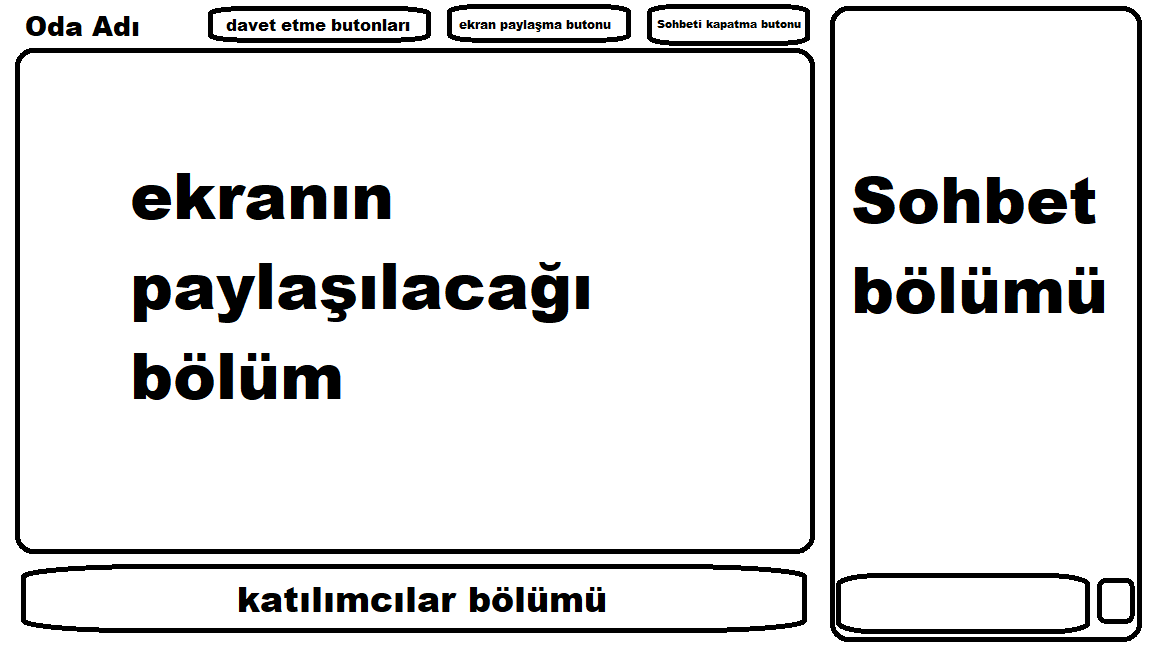 Oda Adı
davet etme butonları
ekran paylaşma butonu
Sohbeti kapatma butonu
ekranın
paylaşılacağı
bölüm
Sohbet
bölümü
katılımcılar bölümü